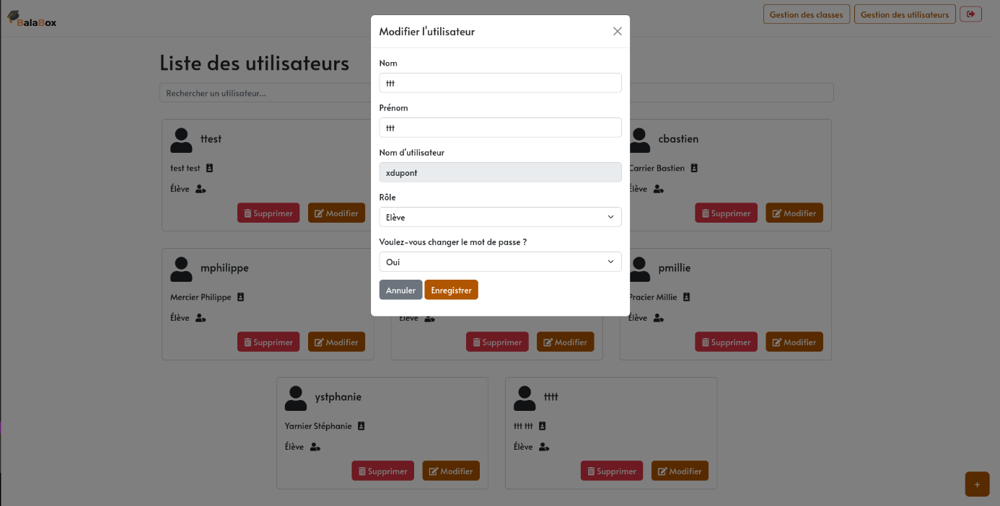 BalaBox
Gestion des classes
Gestion des utilisateurs
Liste des utilisateurs
Rechercher un utilisateur...
Modifier l'utilisateur
Nom
ttt
Prénom
ttt
Nom d'utilisateur
xdupont
Rôle
Elève
Voulez-vous changer le mot de passe ?
Oui
Annuler Enregistrer
ttest
test test
Élève
Supprimer Modifier
cbastien
Carrier Bastien
Élève
Supprimer Modifier
mphilippe
Mercier Philippe
Élève
Supprimer Modifier
Élève
Supprimer Modifier
pmillie
Pracier Millie
Élève
Supprimer Modifier
ystphanie
Yarnier Stéphanie
Élève
Supprimer Modifier
tttt
ttt ttt
Élève
Supprimer Modifier
+